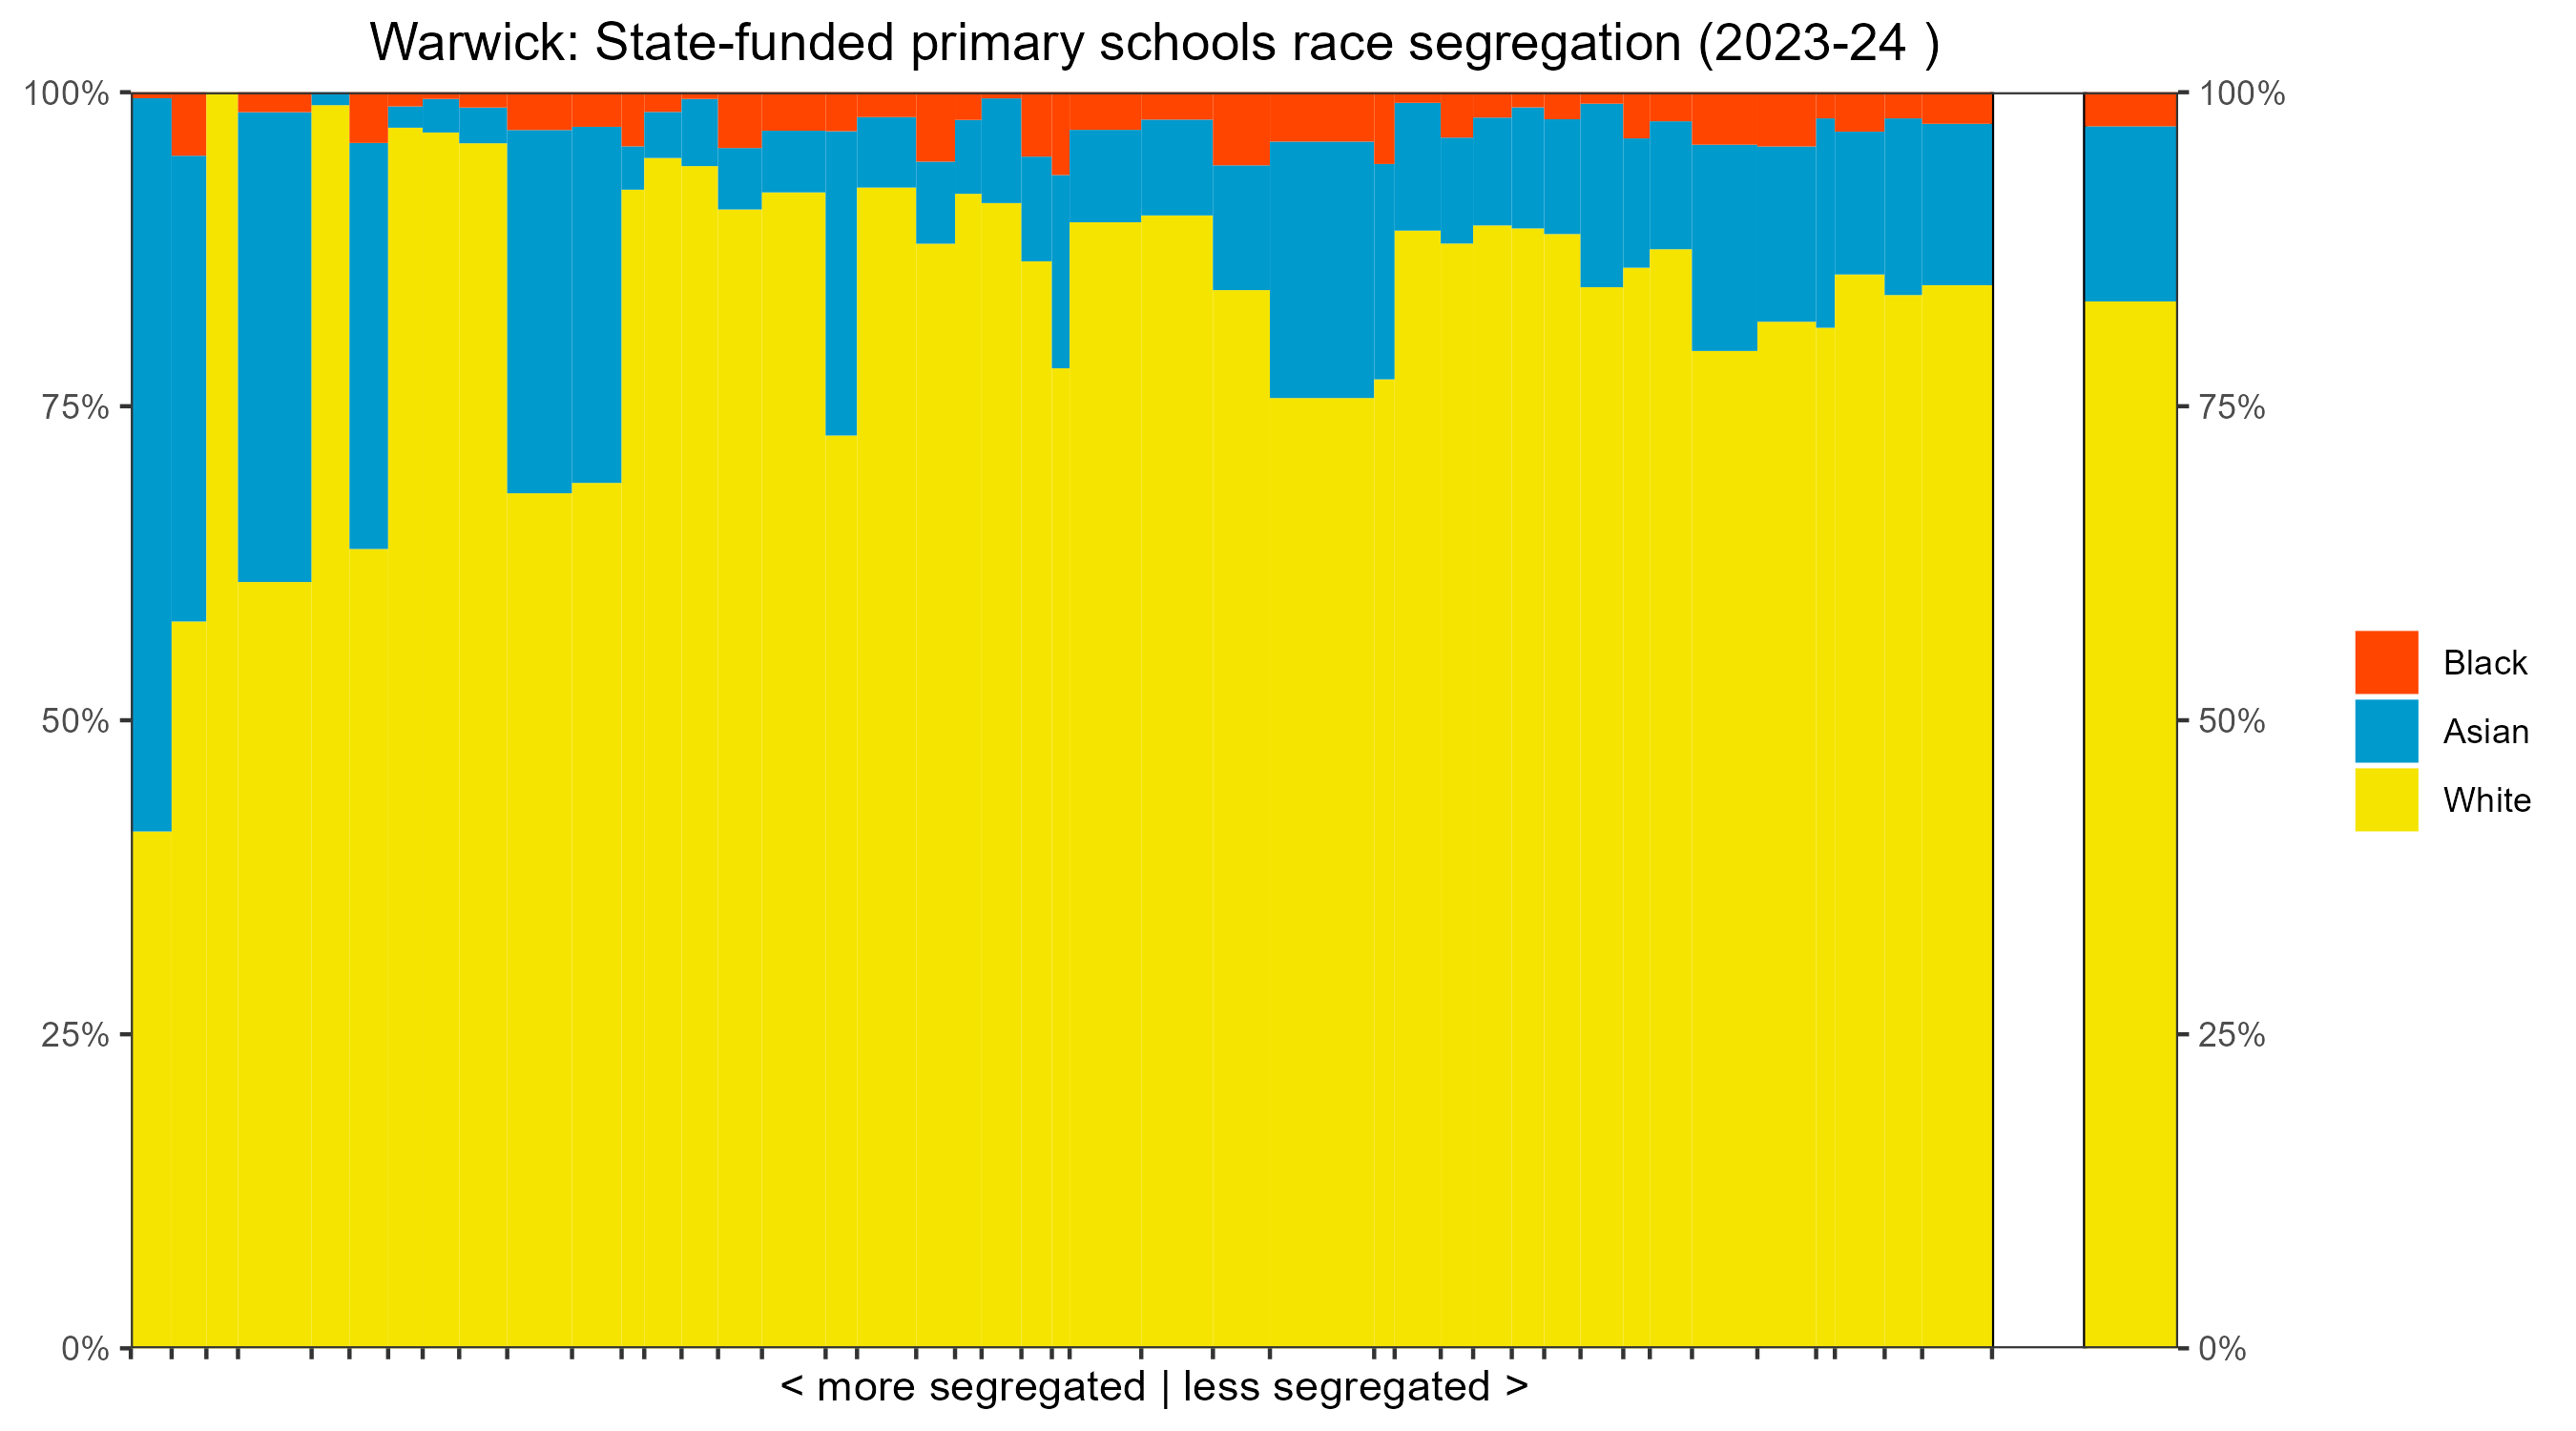 Warwick: State-funded primary schools race segregation (2023-24 )
100%
75%
50%
25%
0%
100%
75%
50%
25%
0%
Black
Asian
White
< more segregated | less segregated >